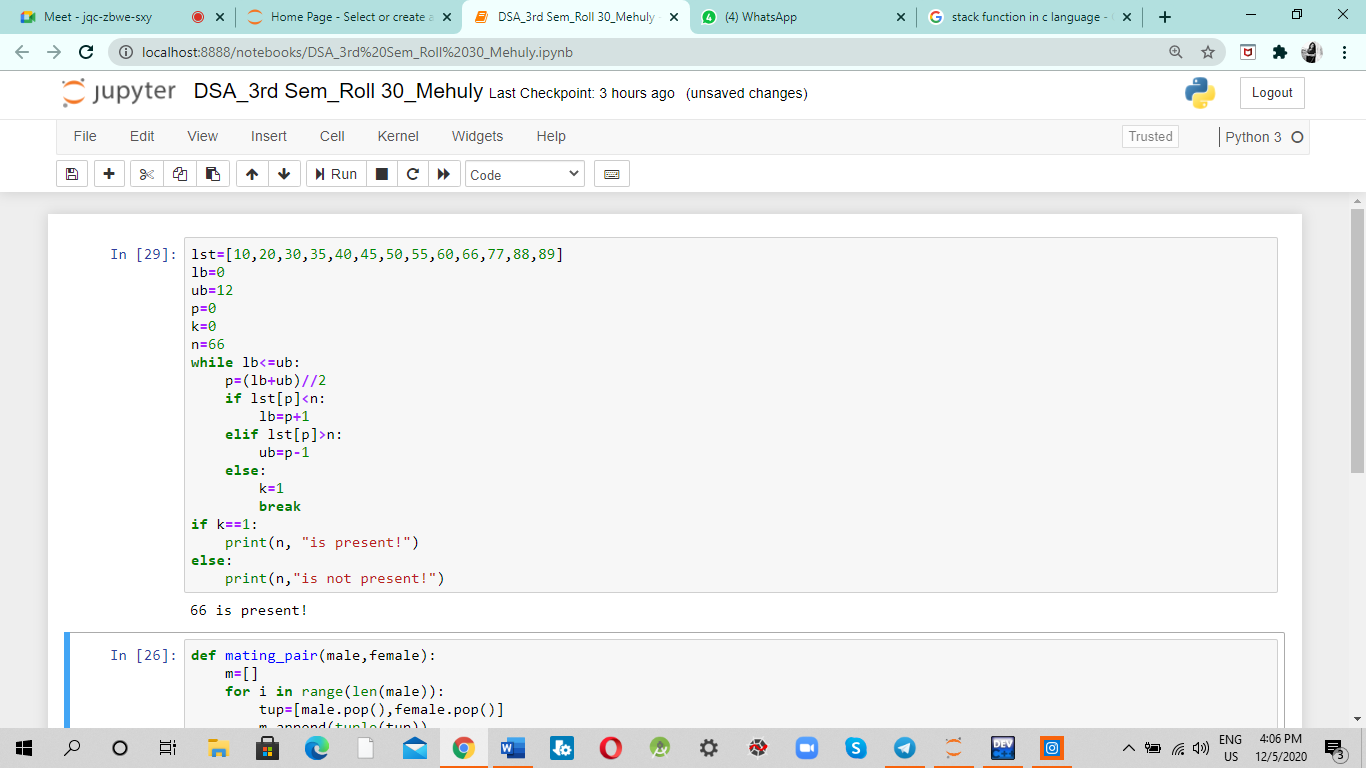 Meet - jqc-zbwe-sxy
Home Page - Select or create a
DSA_3rd Sem_Roll 30_Mehuly -
(4) WhatsApp
stack function in c language -
localhost:8888/notebooks/DSA_3rd%20Sem_Roll%2030_Mehuly.ipynb
jupyter DSA_3rd Sem_Roll 30_Mehuly Last Checkpoint: 3 hours ago (unsaved changes)
Logout
File Edit View Insert Cell Kernel Widgets Help
Trusted
Python 3
Run
Code
In [29]:
lst=[10,20,30,35,40,45,50,55,60,66,77,88,89]
lb=0
ub=12
p=0
k=0
n=66
while lb<=ub:
    p=(lb+ub)//2
    if lst[p]<n:
        lb=p+1
    elif lst[p]>n:
        ub=p-1
    else:
        k=1
        break
if k==1:
    print(n, "is present!")
else:
    print(n,"is not present!")
66 is present!
In [26]:
def mating_pair(male,female):
    m=[]
    for i in range(len(male)):
        tup=[male.pop(),female.pop()]
        m.append(tuple(tup))
DEV
ENG
US
4:06 PM
12/5/2020
3